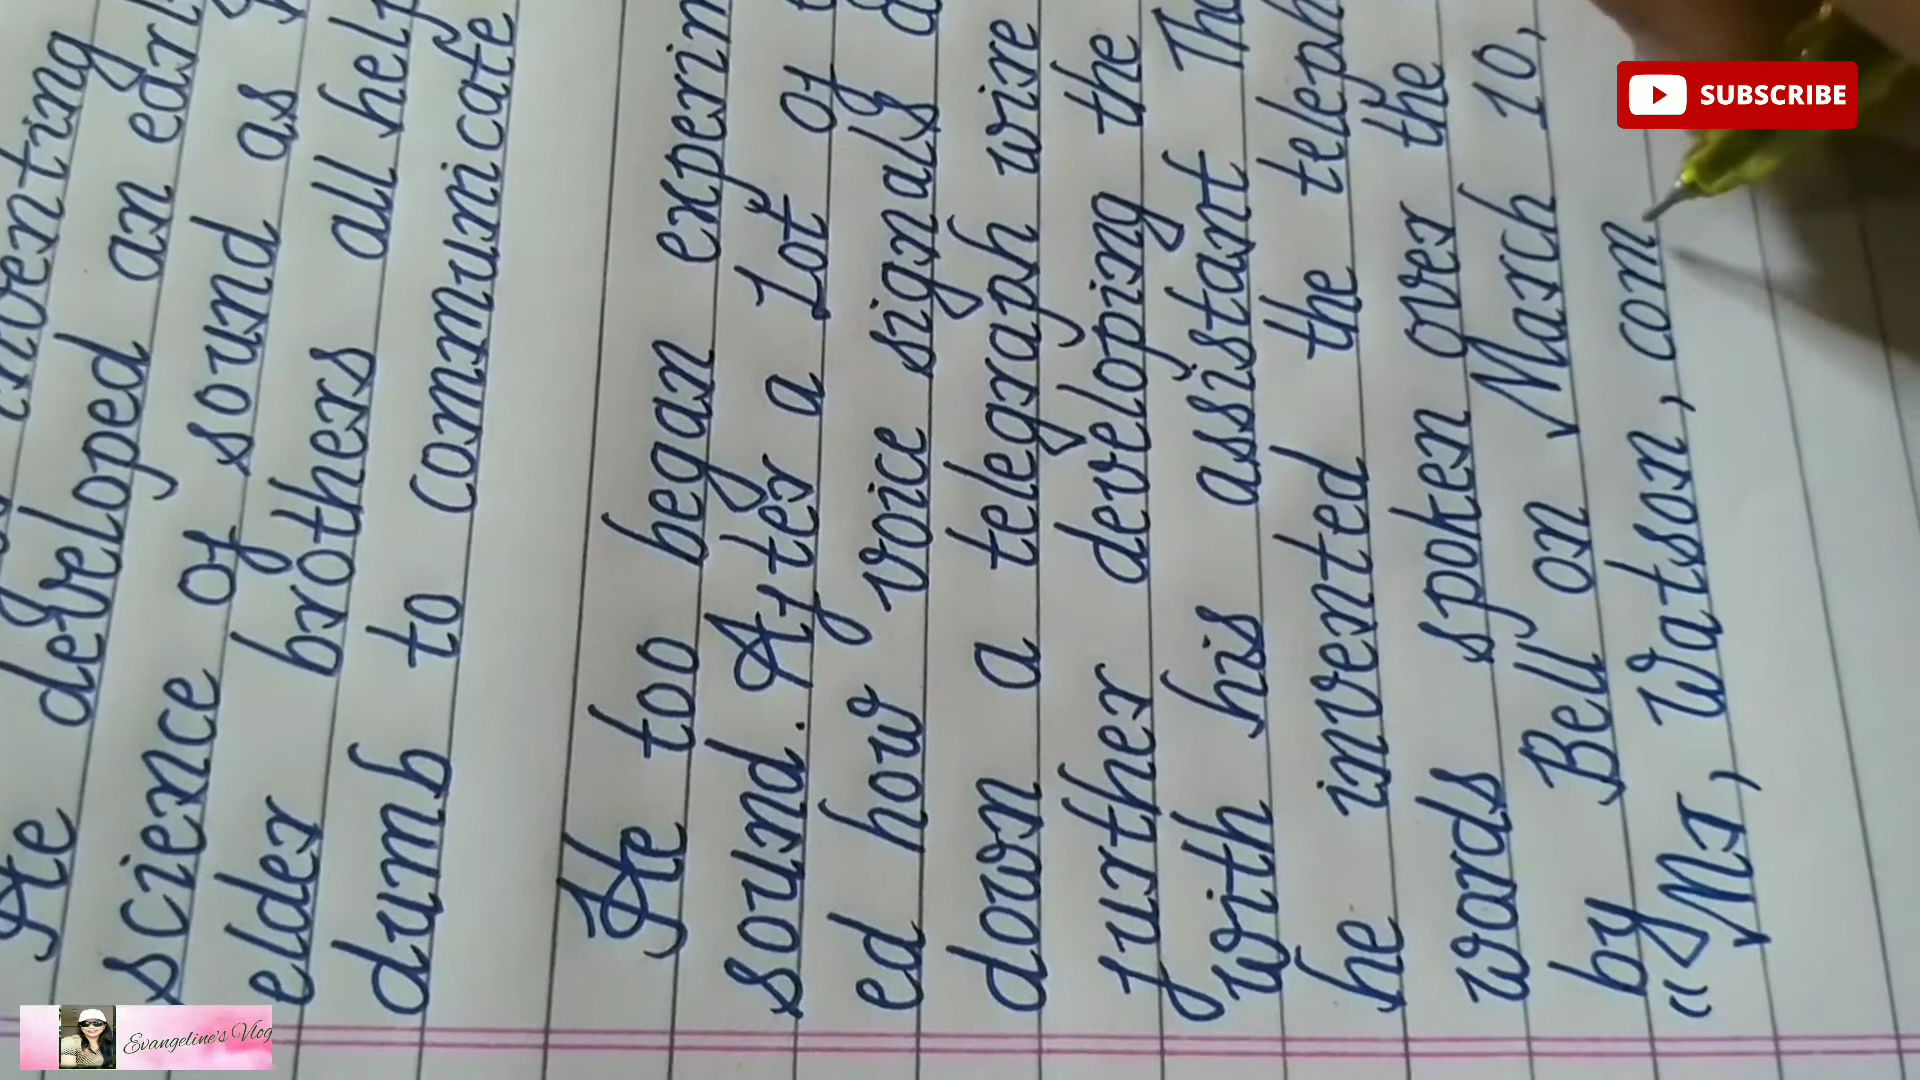 inventing
He developed an earl
science of sound as
elder brothers all help
dumb to communicate
He too began experim
sound. After a Lot of
ed how voice signals
down a telegraph wire
further developing the
with his assistant Tho
he invented the teleph
words spoken over the
by Bell on March 10,
"Mr, Watson, com
SUBSCRIBE
Evangeline's Vlog